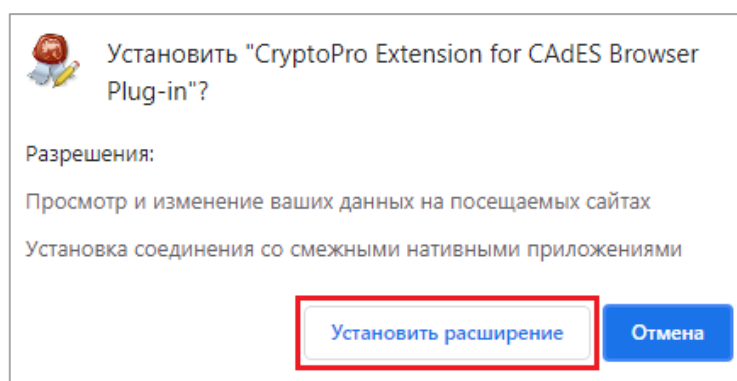 Установить "CryptoPro Extension for CAdES Browser
Plug-in"?
Разрешения:
Просмотр и изменение ваших данных на посещаемых сайтах
Установка соединения со смежными нативными приложениями
Установить расширение
Отмена